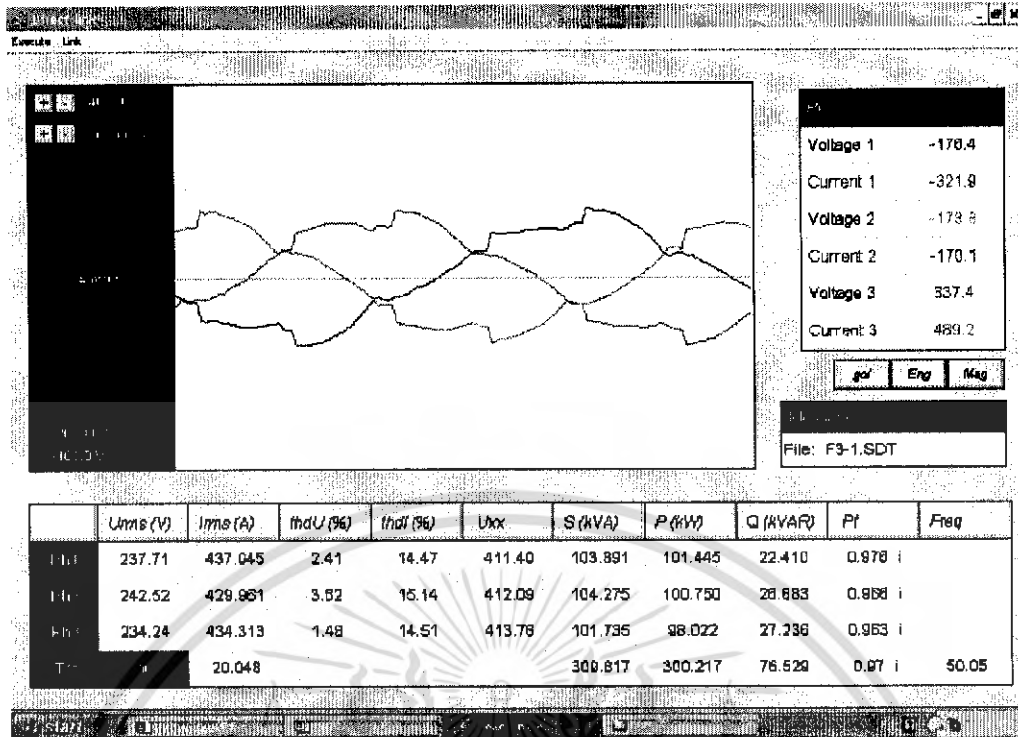 Execute Link
Voltage 1 -176.4
Current 1 -321.9
Voltage 2
Current 2 -170.1
Voltage 3 337.4
Current 3 489.2
Eng Mag
File: F3-1.SDT
Urms (V) Irms (A) thdU (%) thdI (%) Uxx S (kVA) P (kW) Q (kVAR) Pf Freq
237.71 437.045 2.41 14.47 411.40 103.891 101.445 22.410 0.976 i
242.52 429.961 3.52 15.14 412.09 104.275 100.750 26.883 0.966 i
234.24 434.313 1.48 14.51 413.76 101.735 98.022 27.236 0.963 i
20.048 309.817 300.217 76.529 0.97 i 50.05